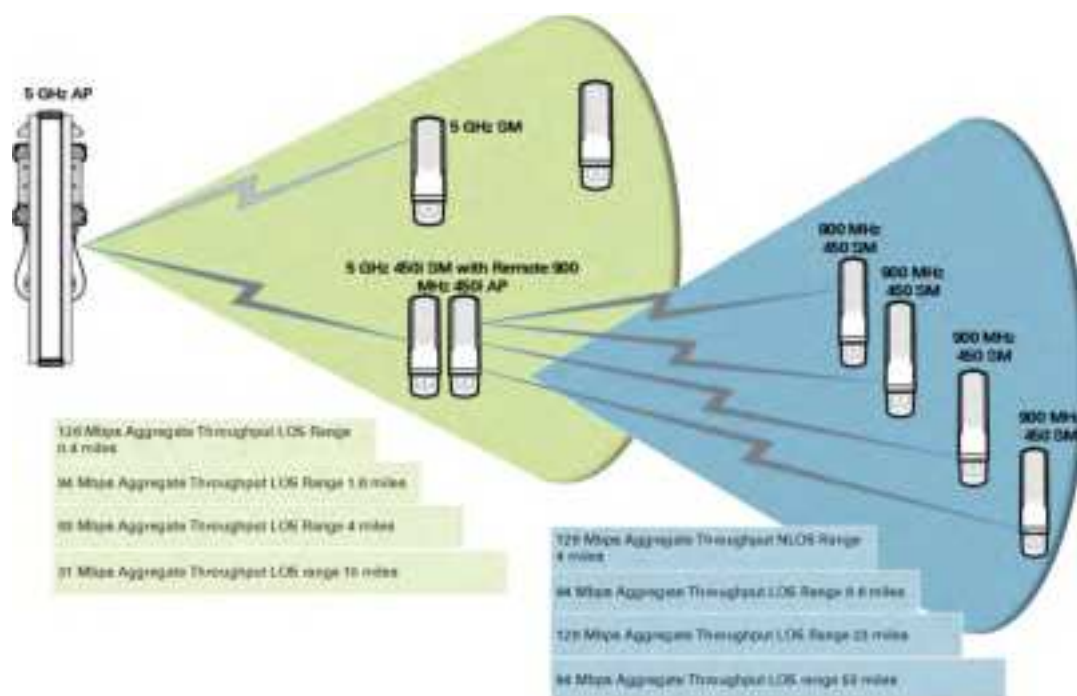 5 GHz AP
5 GHz SM
5 GHz 450i SM with Remote 900
MHz 450i AP
900 MHz
450 SM
900 MHz
450 SM
900 MHz
450 SM
900 MHz
450 SM
Mbps Aggregate Throughput LOS Range
miles
Mbps Aggregate Throughput LOS Range miles
Mbps Aggregate Throughput LOS Range 4 miles
31 Mbps Aggregate Throughput LOS range miles
129 Mbps Aggregate Throughput NLOS Range
4 miles
Mbps Aggregate Throughput LOS Range miles
129 Mbps Aggregate Throughput LOS Range miles
Mbps Aggregate Throughput LOS range miles